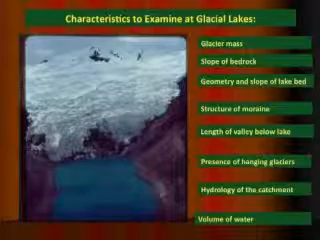 Characteristics to Examine at Glacial Lakes:
Glacier mass
Slope of bedrock
Geometry and slope of lake bed
Structure of moraine
Length of valley below lake
Presence of hanging glaciers
Hydrology of the catchment
Volume of water